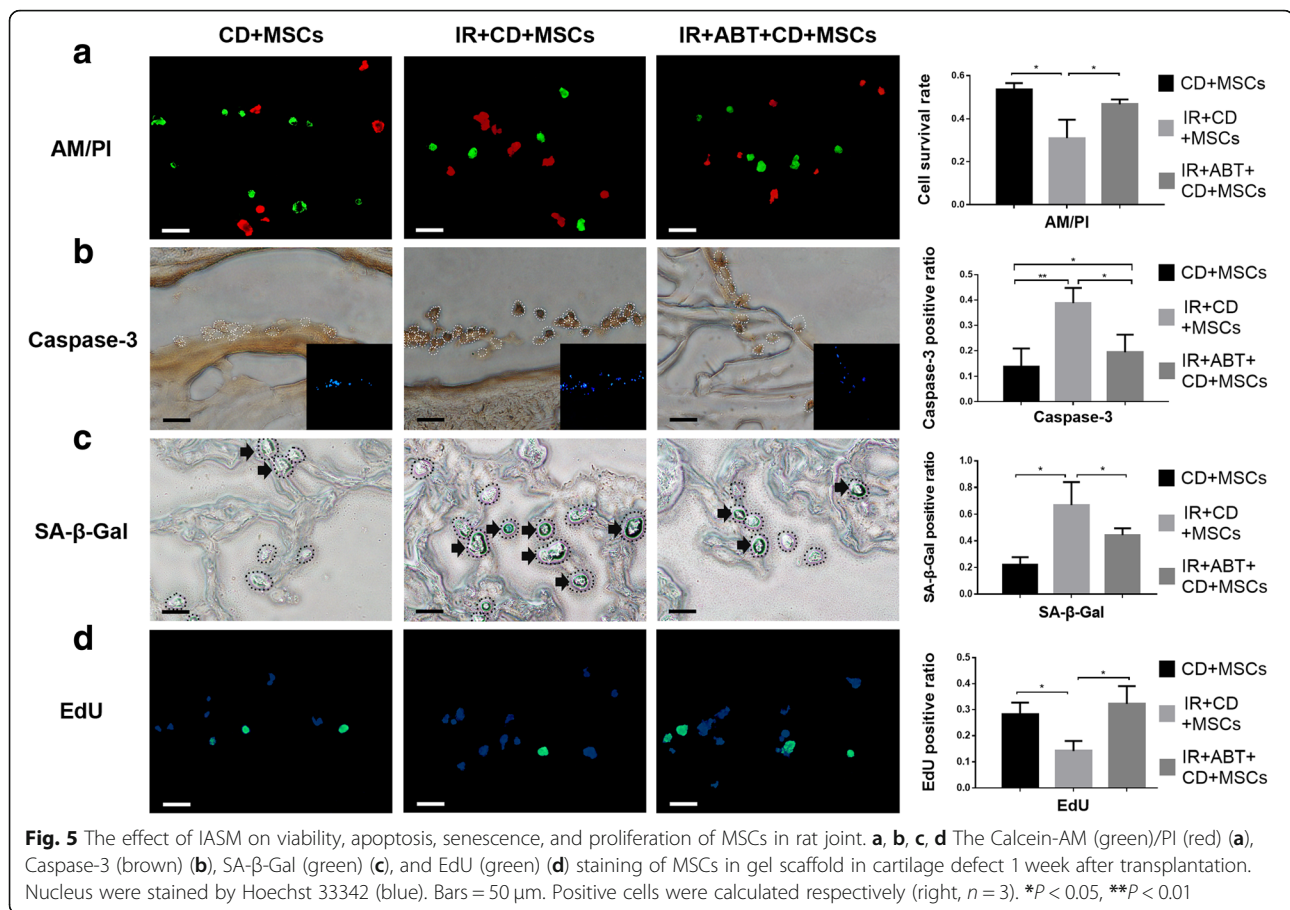 CD+MSCs
IR+CD+MSCs
IR+ABT+CD+MSCs
a
AM/PI
Cell survival rate
0.6
0.4
0.2
0.0
*
*
AM/PI
CD+MSCs
IR+CD
+MSCs
IR+ABT+
CD+MSCs
b
Caspase-3
Caspase-3 positive ratio
0.5
0.4
0.3
0.2
0.1
0.0
*
**
*
Caspase-3
CD+MSCs
IR+CD
+MSCs
IR+ABT+
CD+MSCs
c
SA-β-Gal
SA-β-Gal positive ratio
1.0
0.8
0.6
0.4
0.2
0.0
*
*
SA-β-Gal
CD+MSCs
IR+CD
+MSCs
IR+ABT+
CD+MSCs
d
EdU
EdU positive ratio
0.5
0.4
0.3
0.2
0.1
0.0
*
*
EdU
CD+MSCs
IR+CD
+MSCs
IR+ABT+
CD+MSCs
Fig. 5 The effect of IASM on viability, apoptosis, senescence, and proliferation of MSCs in rat joint. a, b, c, d The Calcein-AM (green)/PI (red) (a),
Caspase-3 (brown) (b), SA-β-Gal (green) (c), and EdU (green) (d) staining of MSCs in gel scaffold in cartilage defect 1 week after transplantation.
Nucleus were stained by Hoechst 33342 (blue). Bars = 50 μm. Positive cells were calculated respectively (right, n = 3). *P < 0.05, **P < 0.01